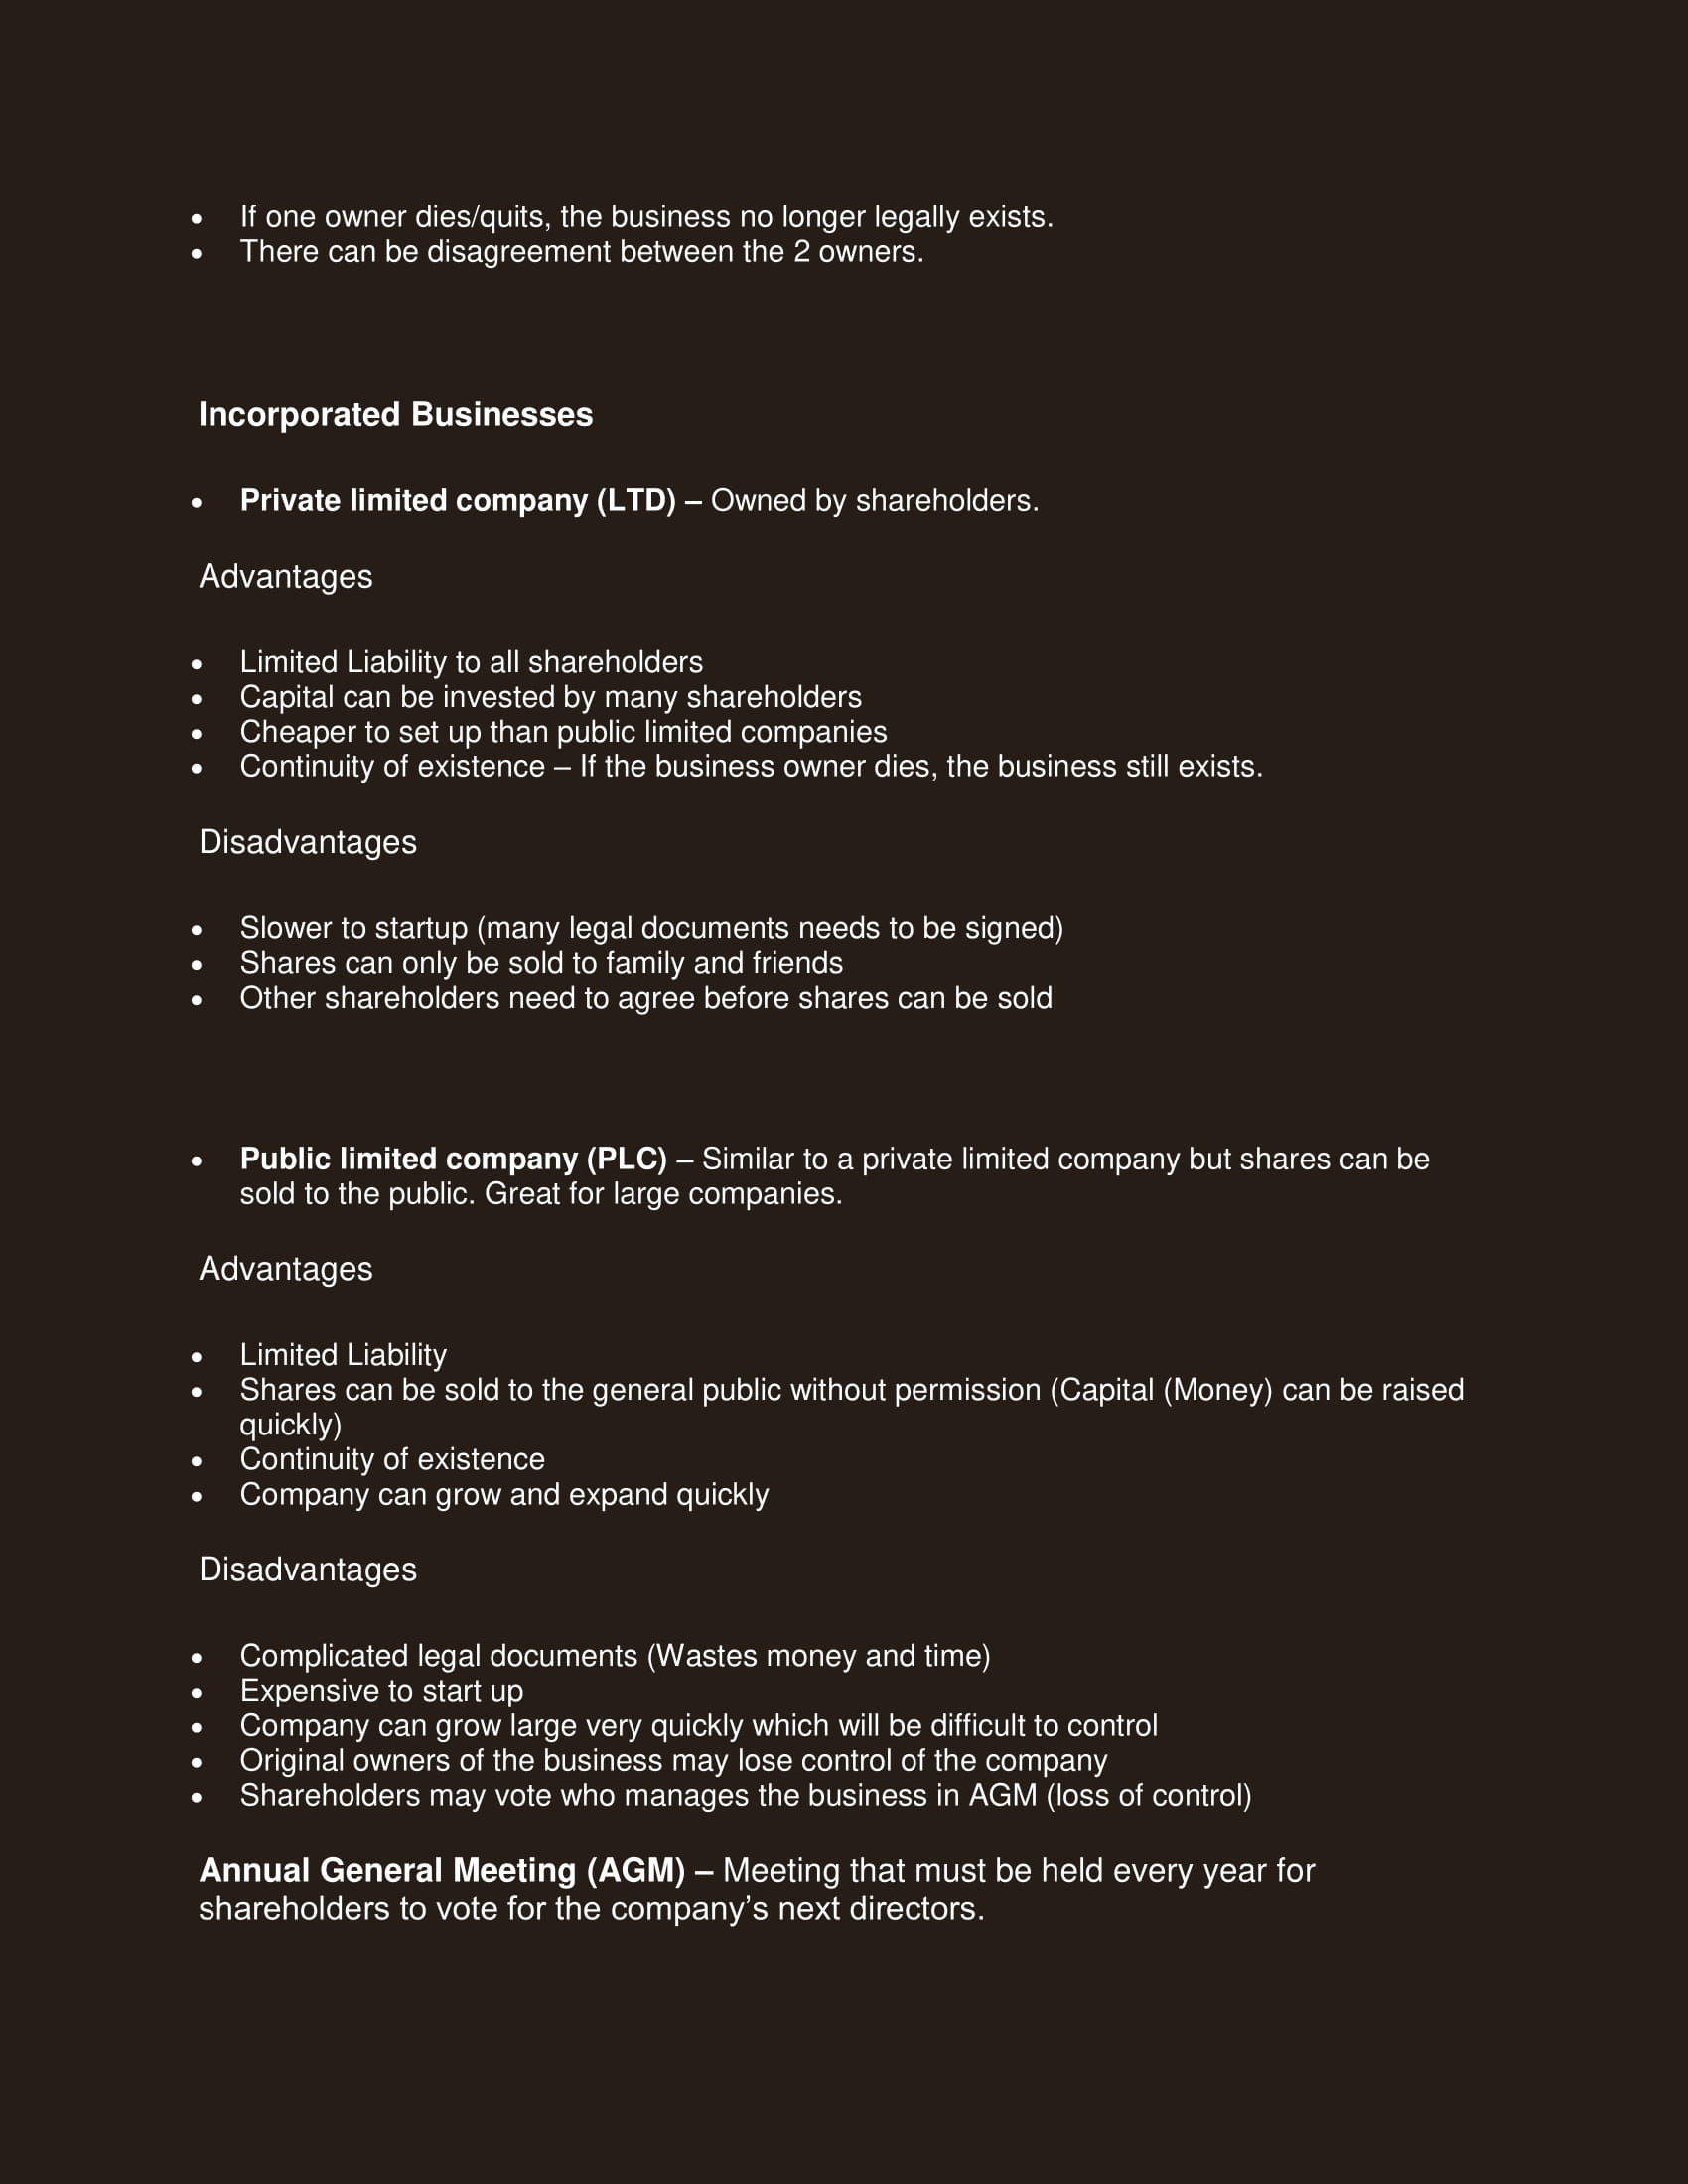 • If one owner dies/quits, the business no longer legally exists.
• There can be disagreement between the 2 owners.
Incorporated Businesses
• Private limited company (LTD) – Owned by shareholders.
Advantages
• Limited Liability to all shareholders
• Capital can be invested by many shareholders
• Cheaper to set up than public limited companies
• Continuity of existence – If the business owner dies, the business still exists.
Disadvantages
• Slower to startup (many legal documents needs to be signed)
• Shares can only be sold to family and friends
• Other shareholders need to agree before shares can be sold
• Public limited company (PLC) – Similar to a private limited company but shares can be
sold to the public. Great for large companies.
Advantages
• Limited Liability
• Shares can be sold to the general public without permission (Capital (Money) can be raised
quickly)
• Continuity of existence
• Company can grow and expand quickly
Disadvantages
• Complicated legal documents (Wastes money and time)
• Expensive to start up
• Company can grow large very quickly which will be difficult to control
• Original owners of the business may lose control of the company
• Shareholders may vote who manages the business in AGM (loss of control)
Annual General Meeting (AGM) – Meeting that must be held every year for
shareholders to vote for the company’s next directors.